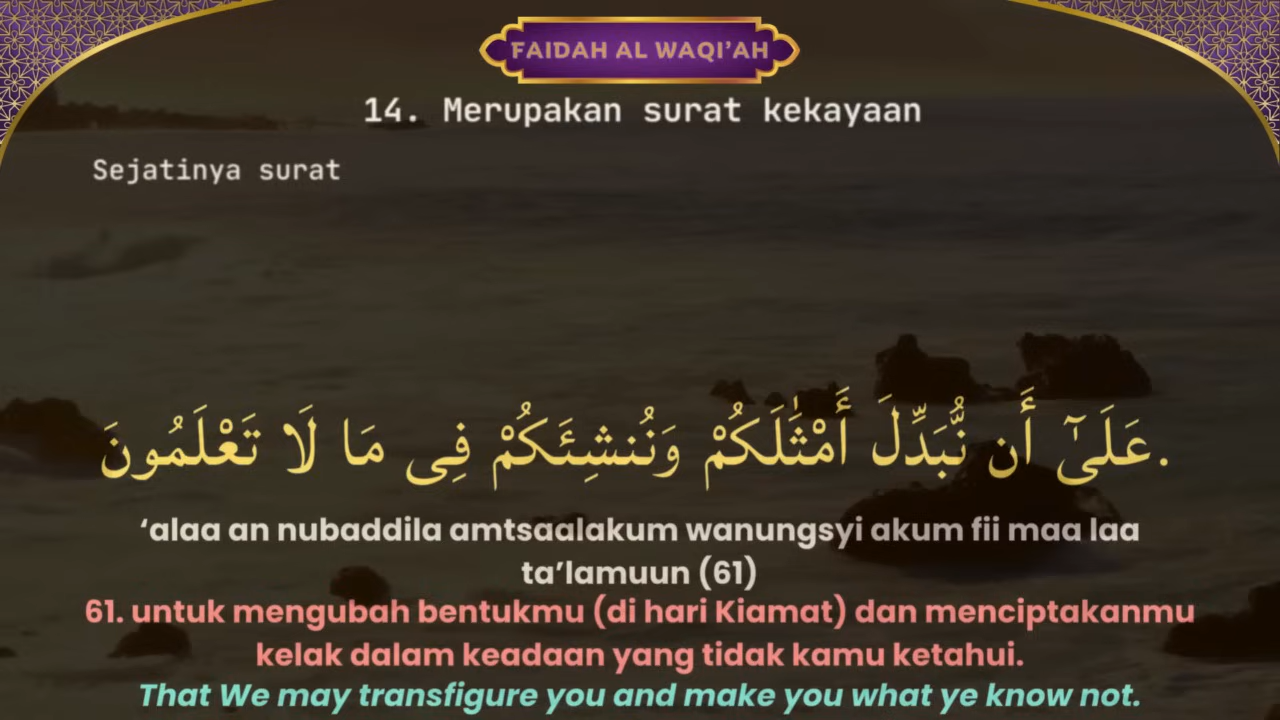 FAIDAH AL WAQI'AH
14. Merupakan surat kekayaan
Sejatinya surat
عَلَىٰٓ أَن نُّبَدِّلَ أَمْثَٰلَكُمْ وَنُنشِئَكُمْ فِى مَا لَا تَعْلَمُونَ.
‘alaa an nubaddila amtsaalakum wanungsyi akum fii maa laa
ta’lamuun (61)
61. untuk mengubah bentukmu (di hari Kiamat) dan menciptakanmu
kelak dalam keadaan yang tidak kamu ketahui.
That We may transfigure you and make you what ye know not.